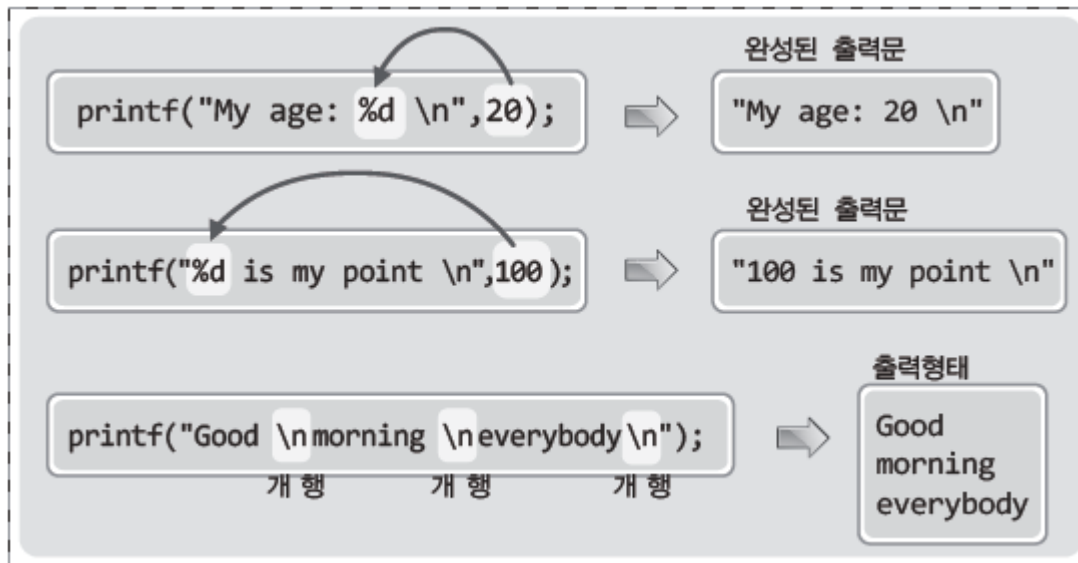 완성된 출력문
printf("My age: %d \n",20);
"My age: 20 \n"
완성된 출력문
printf("%d is my point \n",100);
"100 is my point \n"
출력형태
printf("Good \nmorning \neverybody\n");
개 행 개 행 개 행
Good
morning
everybody